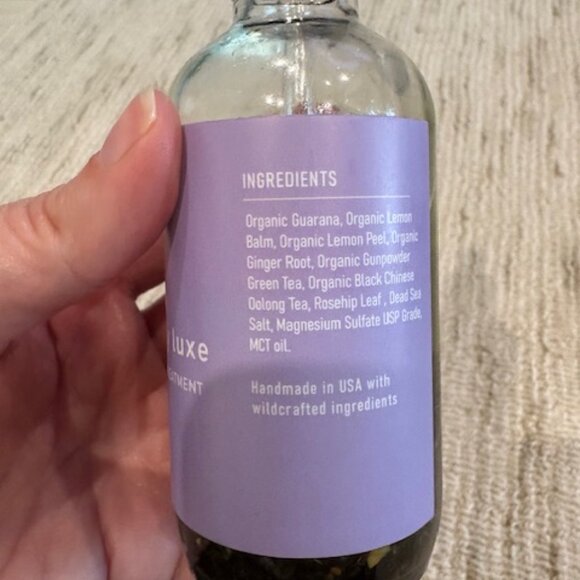 INGREDIENTS
Organic Guarana, Organic Lemon
Balm, Organic Lemon Peel, Organic
Ginger Root, Organic Gunpowder
Green Tea, Organic Black Chinese
Oolong Tea, Rosehip Leaf , Dead Sea
Salt, Magnesium Sulfate USP Grade,
MCT oil.
luxe
EATMENT
Handmade in USA with
wildcrafted ingredients